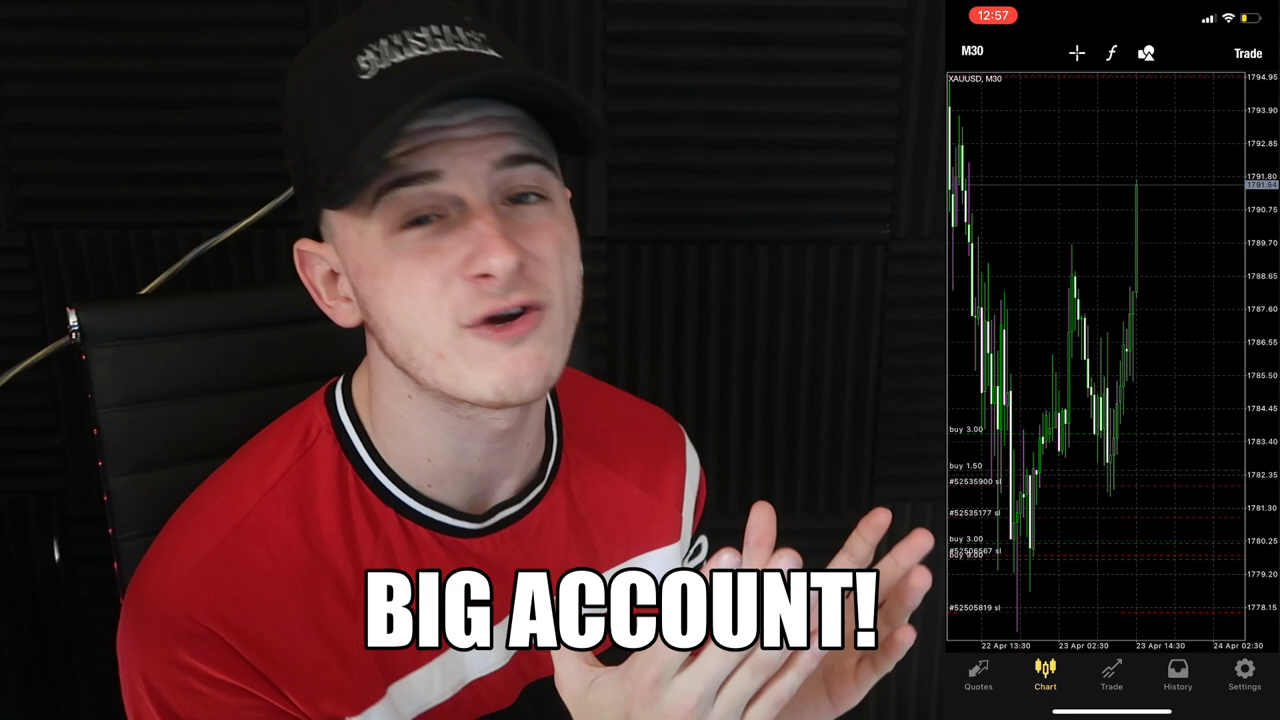 GYMSHARK
BIG ACCOUNT!
12:57
M30
f
Trade
XAUUSD, M30
1794.95
1793.90
1792.85
1791.80
1791.54
1790.75
1789.70
1788.65
1787.60
1786.55
1785.50
1784.45
1783.40
1782.35
1781.30
1780.25
1779.20
1778.15
buy 3.00
buy 1.50
#52535900 sl
#52535177 sl
buy 3.00
#52505819 sl
22 Apr 13:30
23 Apr 02:30
23 Apr 14:30
24 Apr 02:30
Quotes
Chart
Trade
History
Settings